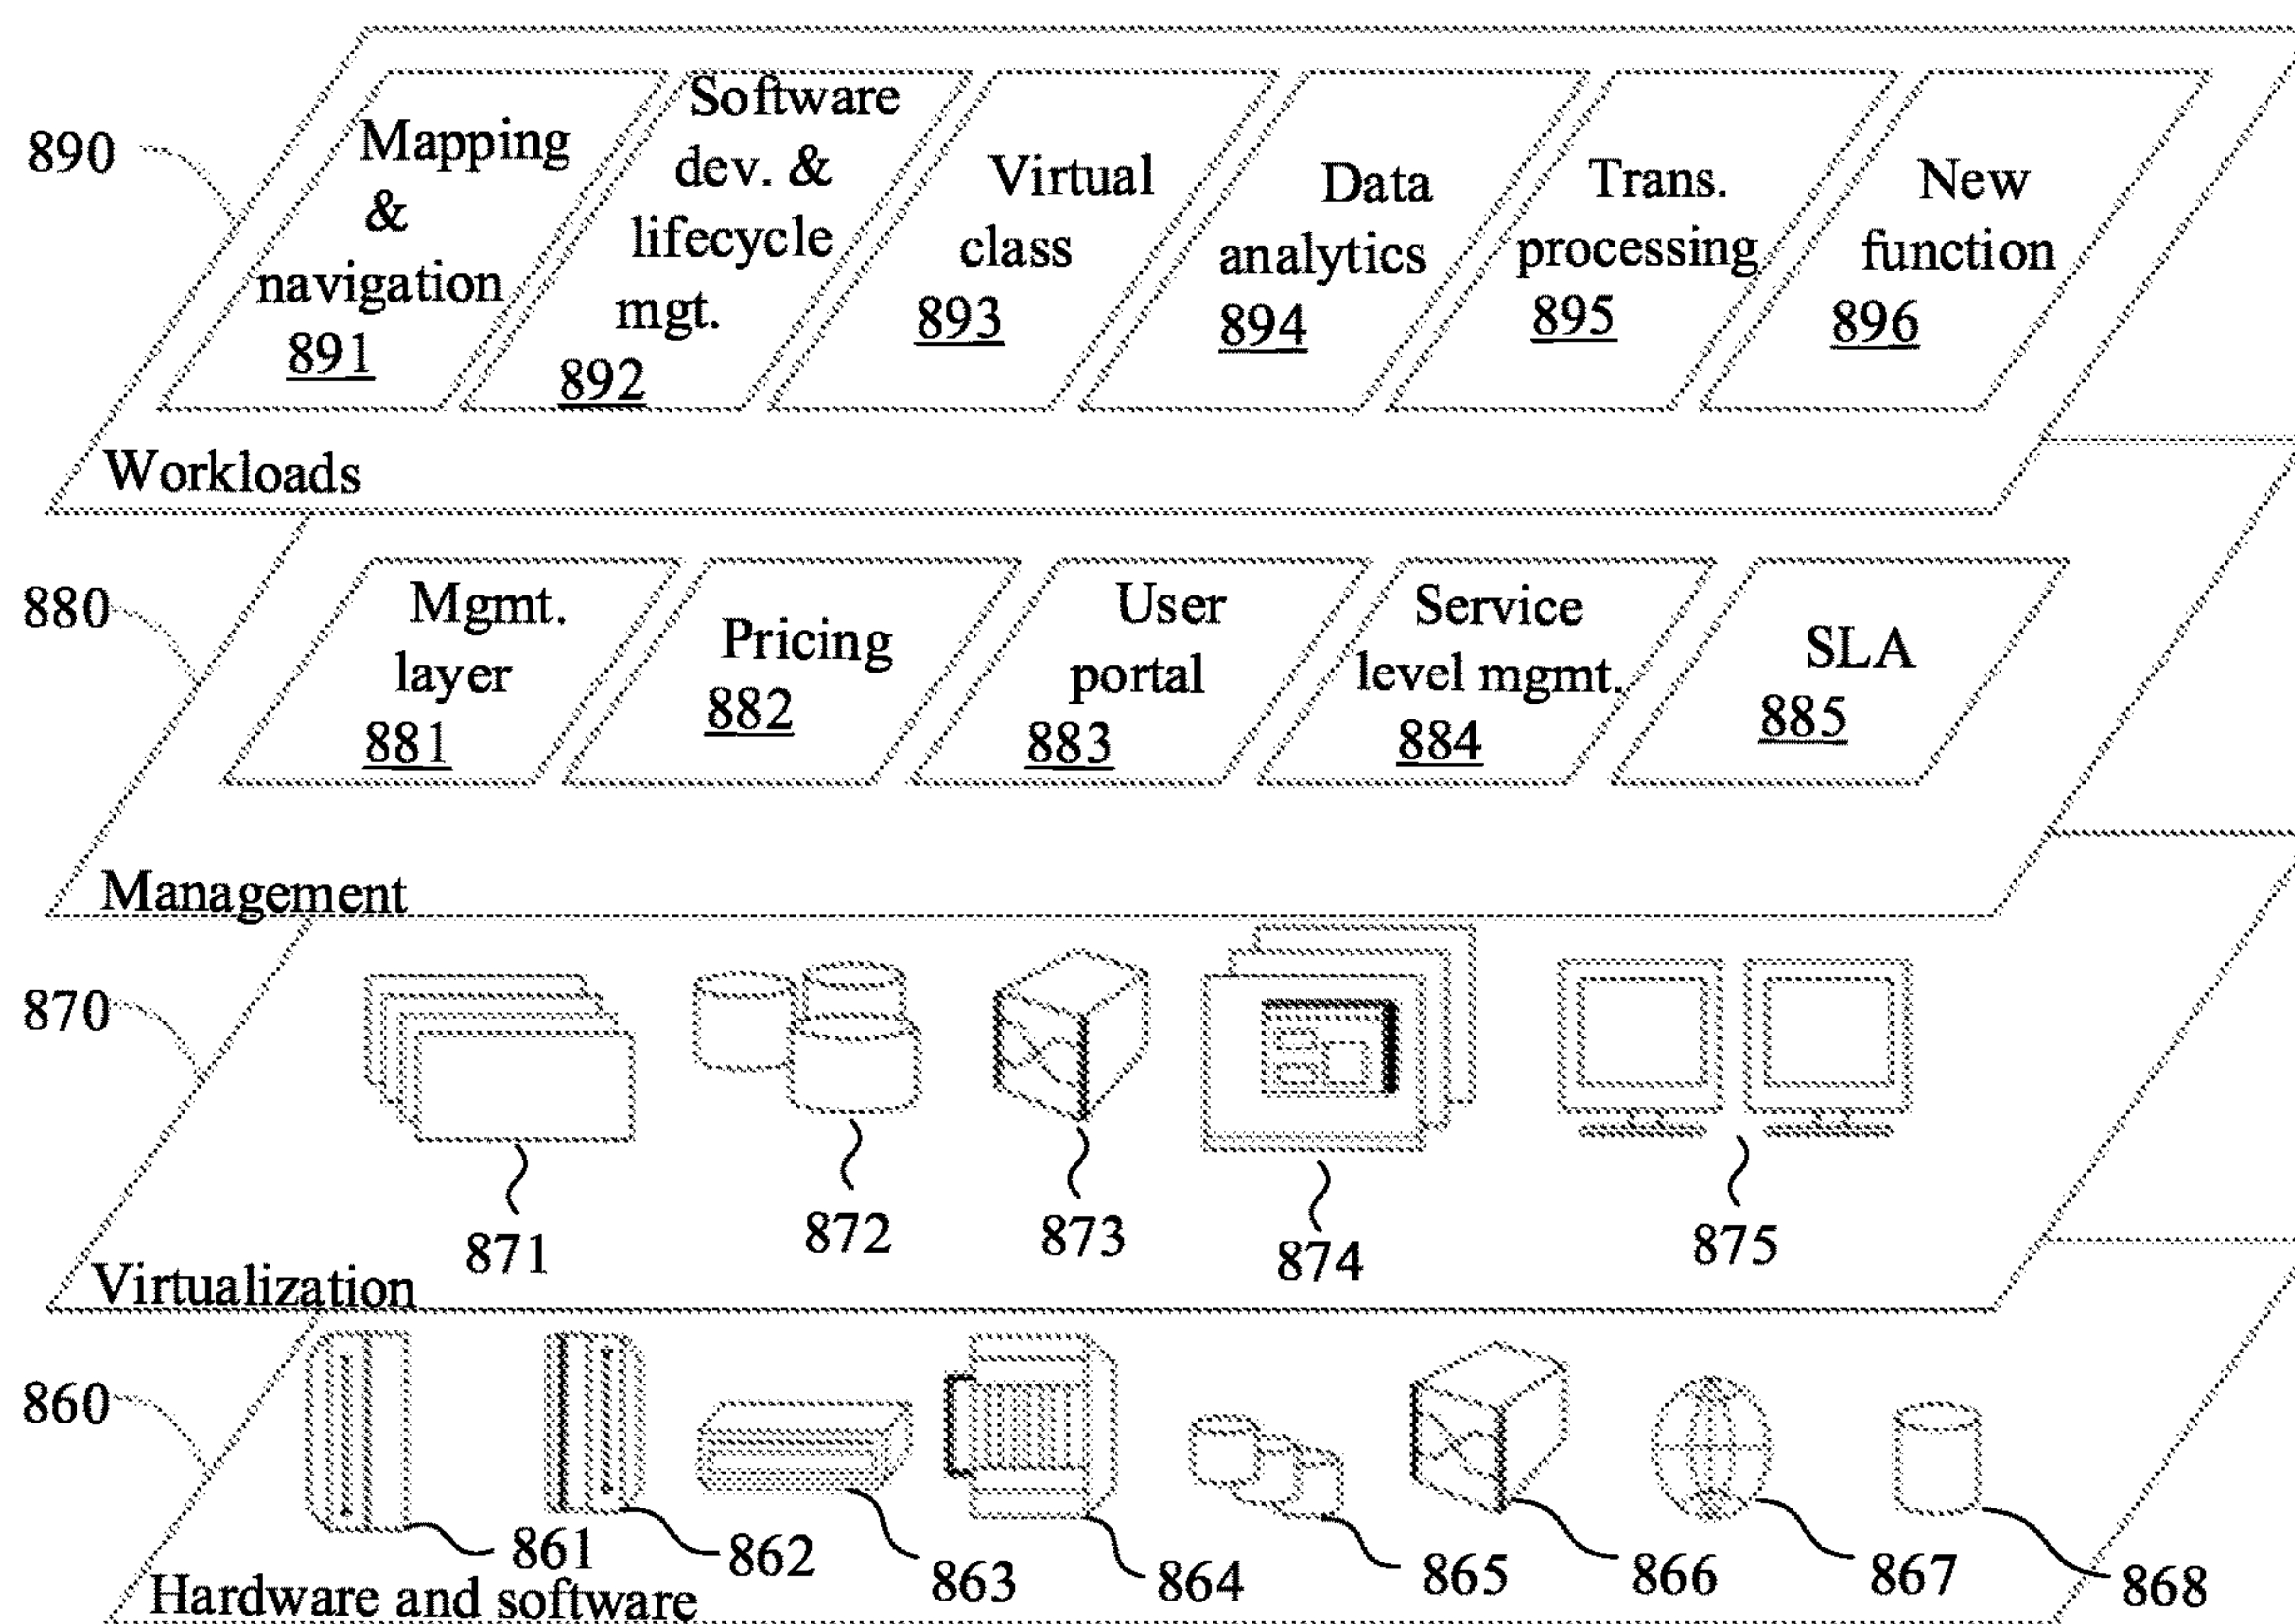 890
Mapping
&
navigation
891
Software
dev. &
lifecycle
mgt.
892
Virtual
class
893
Data
analytics
894
Trans.
processing
895
New
function
896
Workloads
880
Mgmt.
layer
881
Pricing
882
User
portal
883
Service
level mgmt.
884
SLA
885
Management
870
871
872
873
874
875
Virtualization
860
861
862
863
864
865
866
867
868
Hardware and software